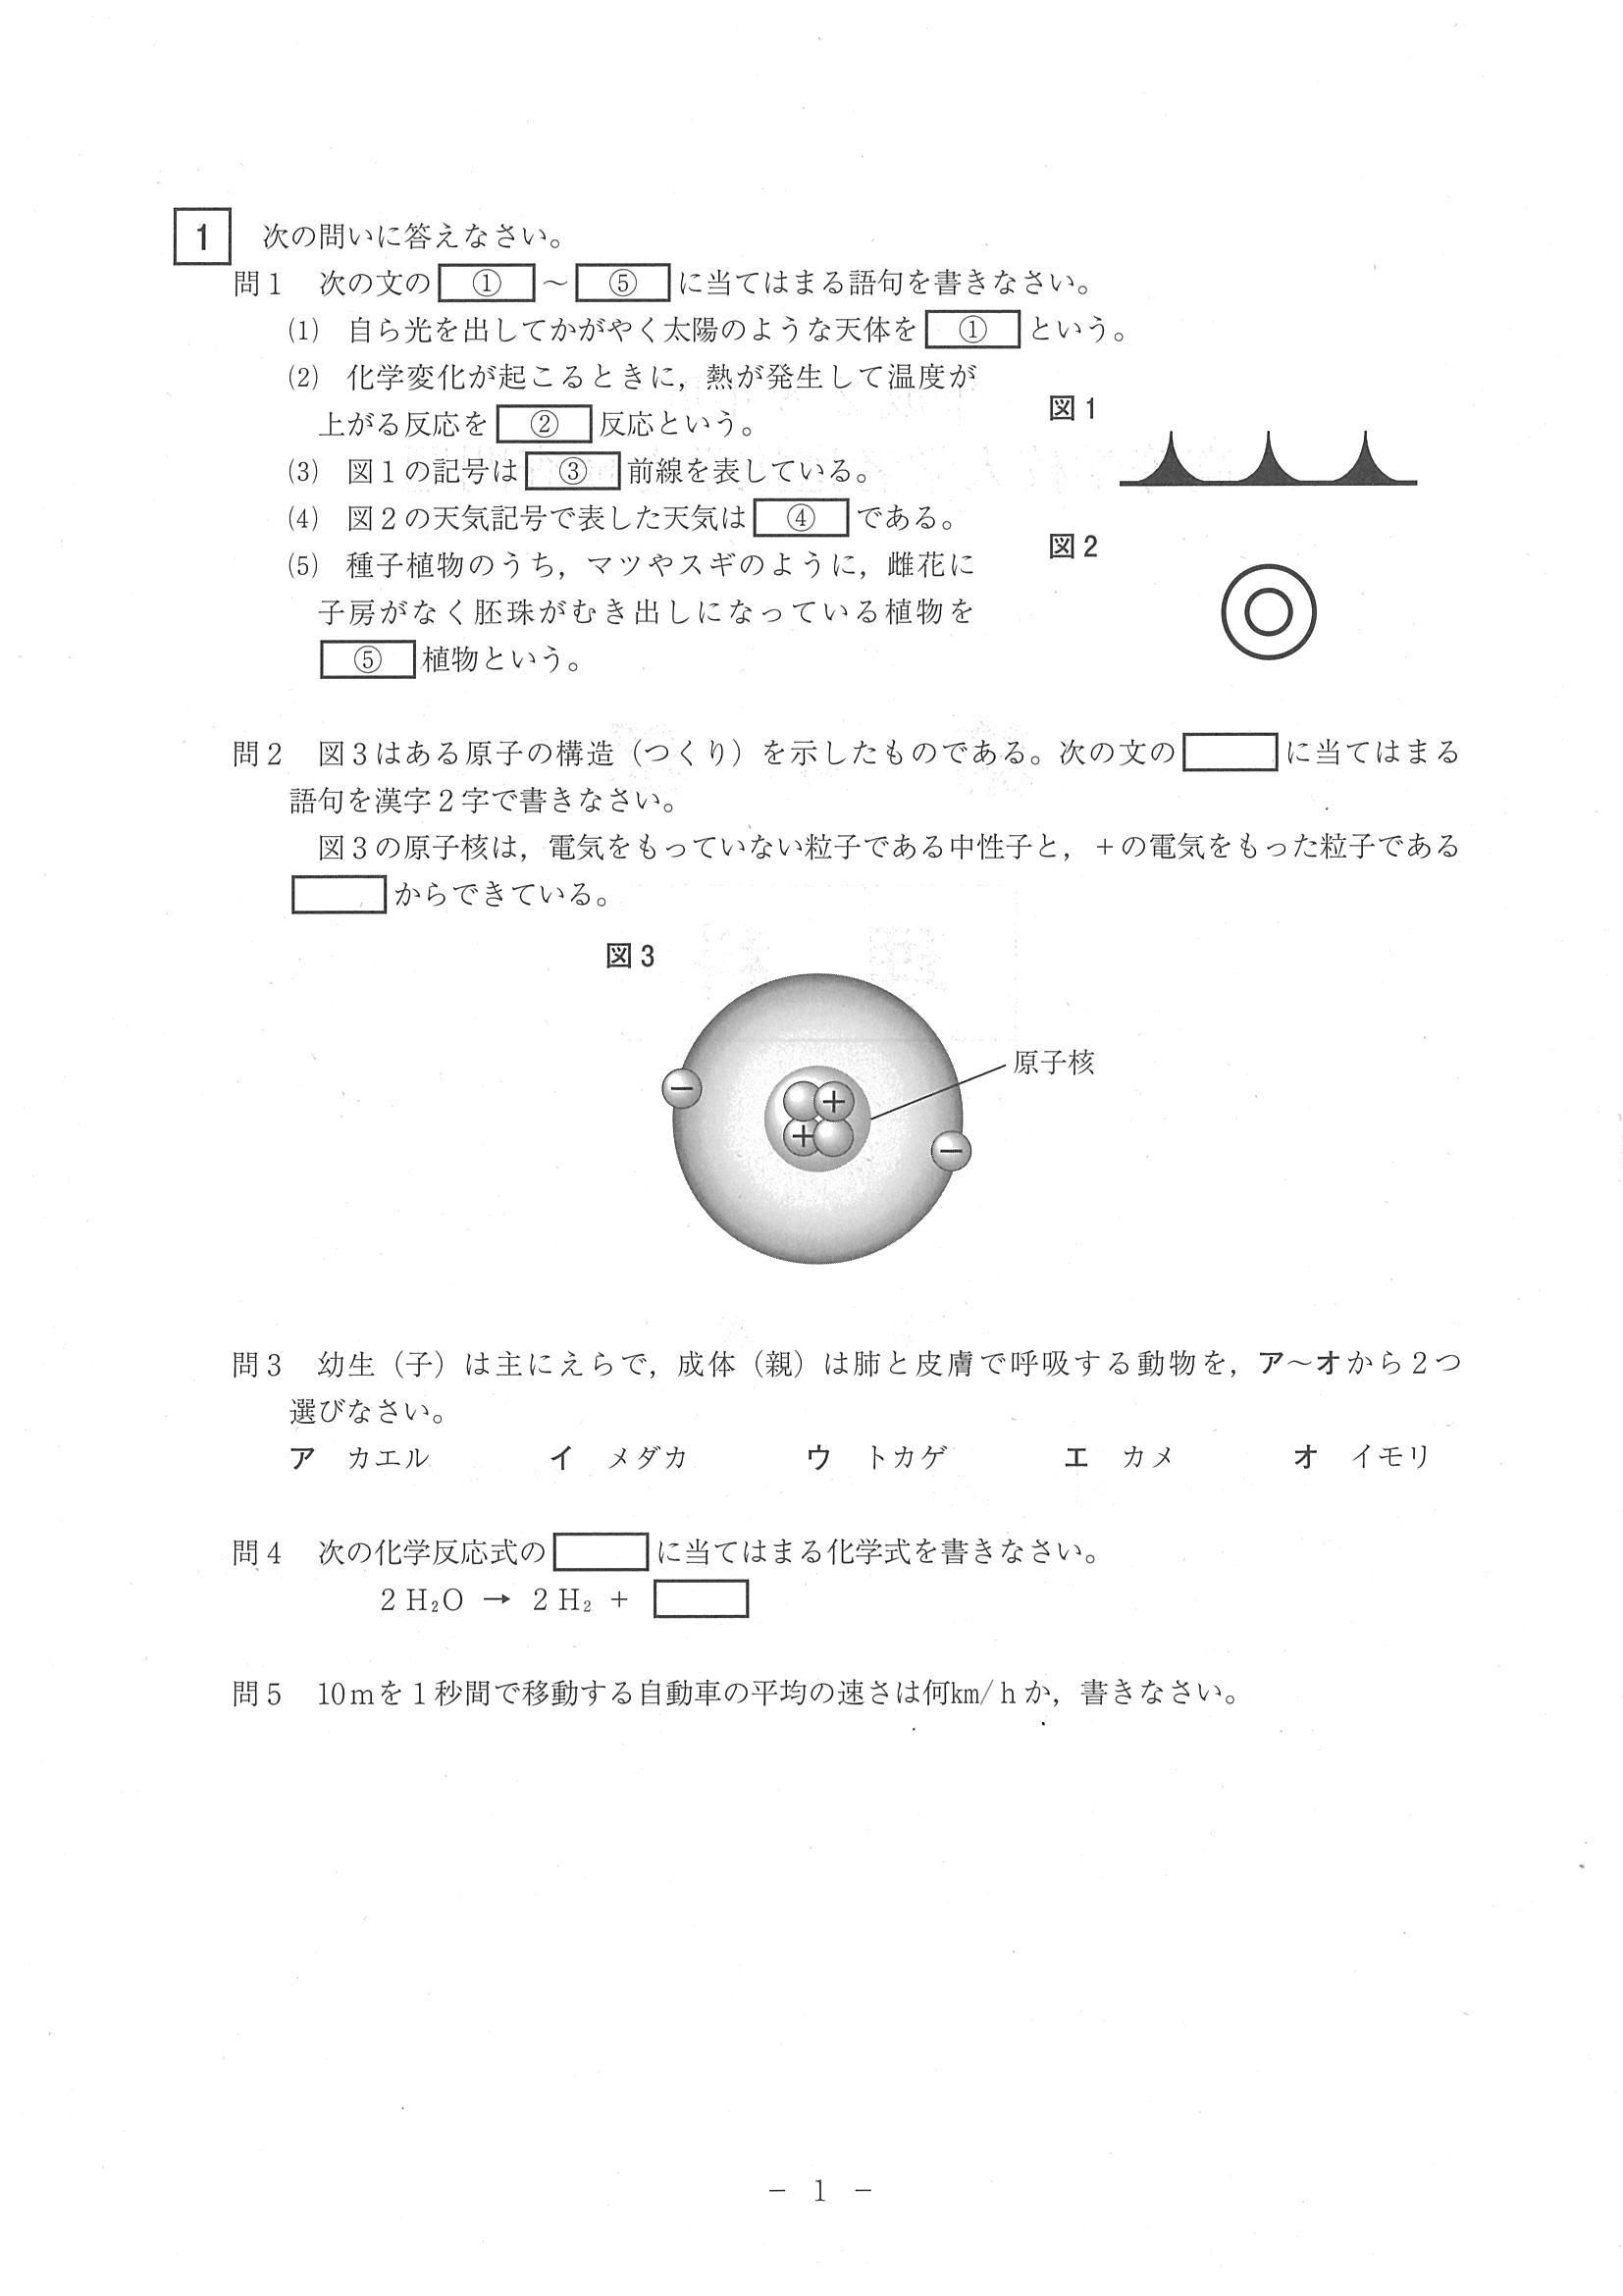 1 次の問いに答えなさい。
問1 次の文の ① ～ ⑤ に当てはまる語句を書きなさい。
(1) 自ら光を出してかがやく太陽のような天体を ① という。
(2) 化学変化が起こるときに，熱が発生して温度が
上がる反応を ② 反応という。
図1
(3) 図1の記号は ③ 前線を表している。
(4) 図2の天気記号で表した天気は ④ である。
図2
(5) 種子植物のうち，マツやスギのように，雌花に
子房がなく胚珠がむき出しになっている植物を
⑤ 植物という。
問2 図3はある原子の構造（つくり）を示したものである。次の文の に当てはまる
語句を漢字2字で書きなさい。
図3の原子核は，電気をもっていない粒子である中性子と，＋の電気をもった粒子である
からできている。
図3
原子核
－
＋
＋
－
問3 幼生（子）は主にえらで，成体（親）は肺と皮膚で呼吸する動物を，ア～オから2つ
選びなさい。
ア カエル イ メダカ ウ トカゲ エ カメ オ イモリ
問4 次の化学反応式の に当てはまる化学式を書きなさい。
2H₂O → 2H₂ ＋
問5 10mを1秒間で移動する自動車の平均の速さは何km/hか，書きなさい。
－ 1 －